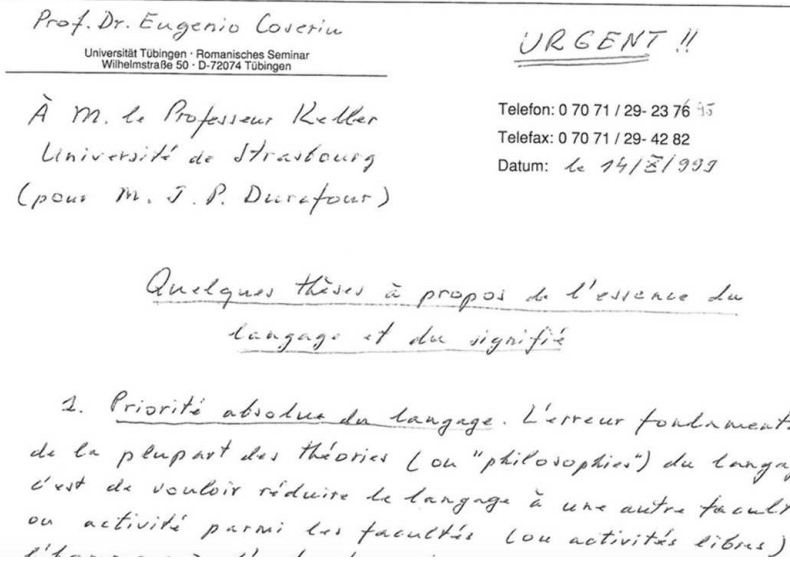 Prof. Dr. Eugenio Coseriu
Universität Tübingen · Romanisches Seminar
Wilhelmstraße 50 · D-72074 Tübingen
URGENT !!
À M. le Professeur Keller
Université de Strasbourg
(pour M. J. P. Durafour)
Telefon: 0 70 71 / 29- 23 76
Telefax: 0 70 71 / 29- 42 82
Datum: le 14/X/999
Quelques thèses à propos de l'essence du
langage et du signifié
1. Priorité absolue du langage. L'erreur fondament
de la plupart des théories (ou "philosophies") du langag
c'est de vouloir réduire le langage à une autre facult
ou activité parmi les facultés (ou activités libres)